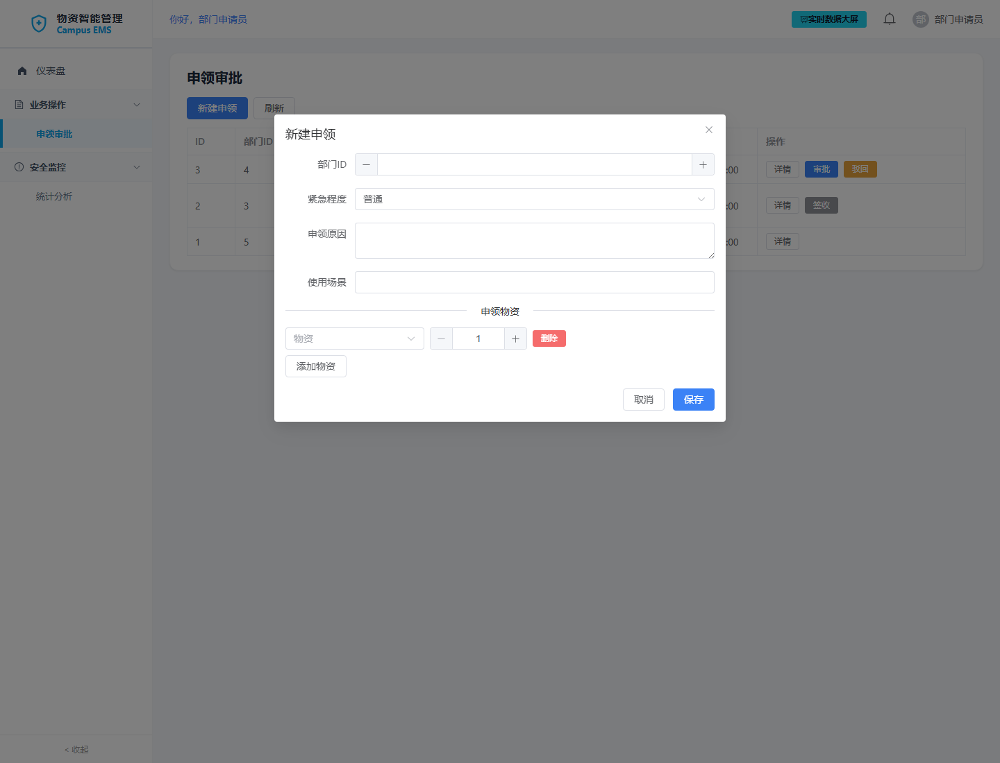 物资智能管理
Campus EMS
你好，部门申请员
实时数据大屏
部
部门申请员
仪表盘
业务操作
申领审批
安全监控
统计分析
< 收起
申领审批
新建申领
刷新
ID
部门ID
操作
3
4
:00
详情
审批
驳回
2
3
:00
详情
签收
1
5
:00
详情
新建申领
部门ID
紧急程度
普通
申领原因
使用场景
申领物资
物资
1
删除
添加物资
取消
保存